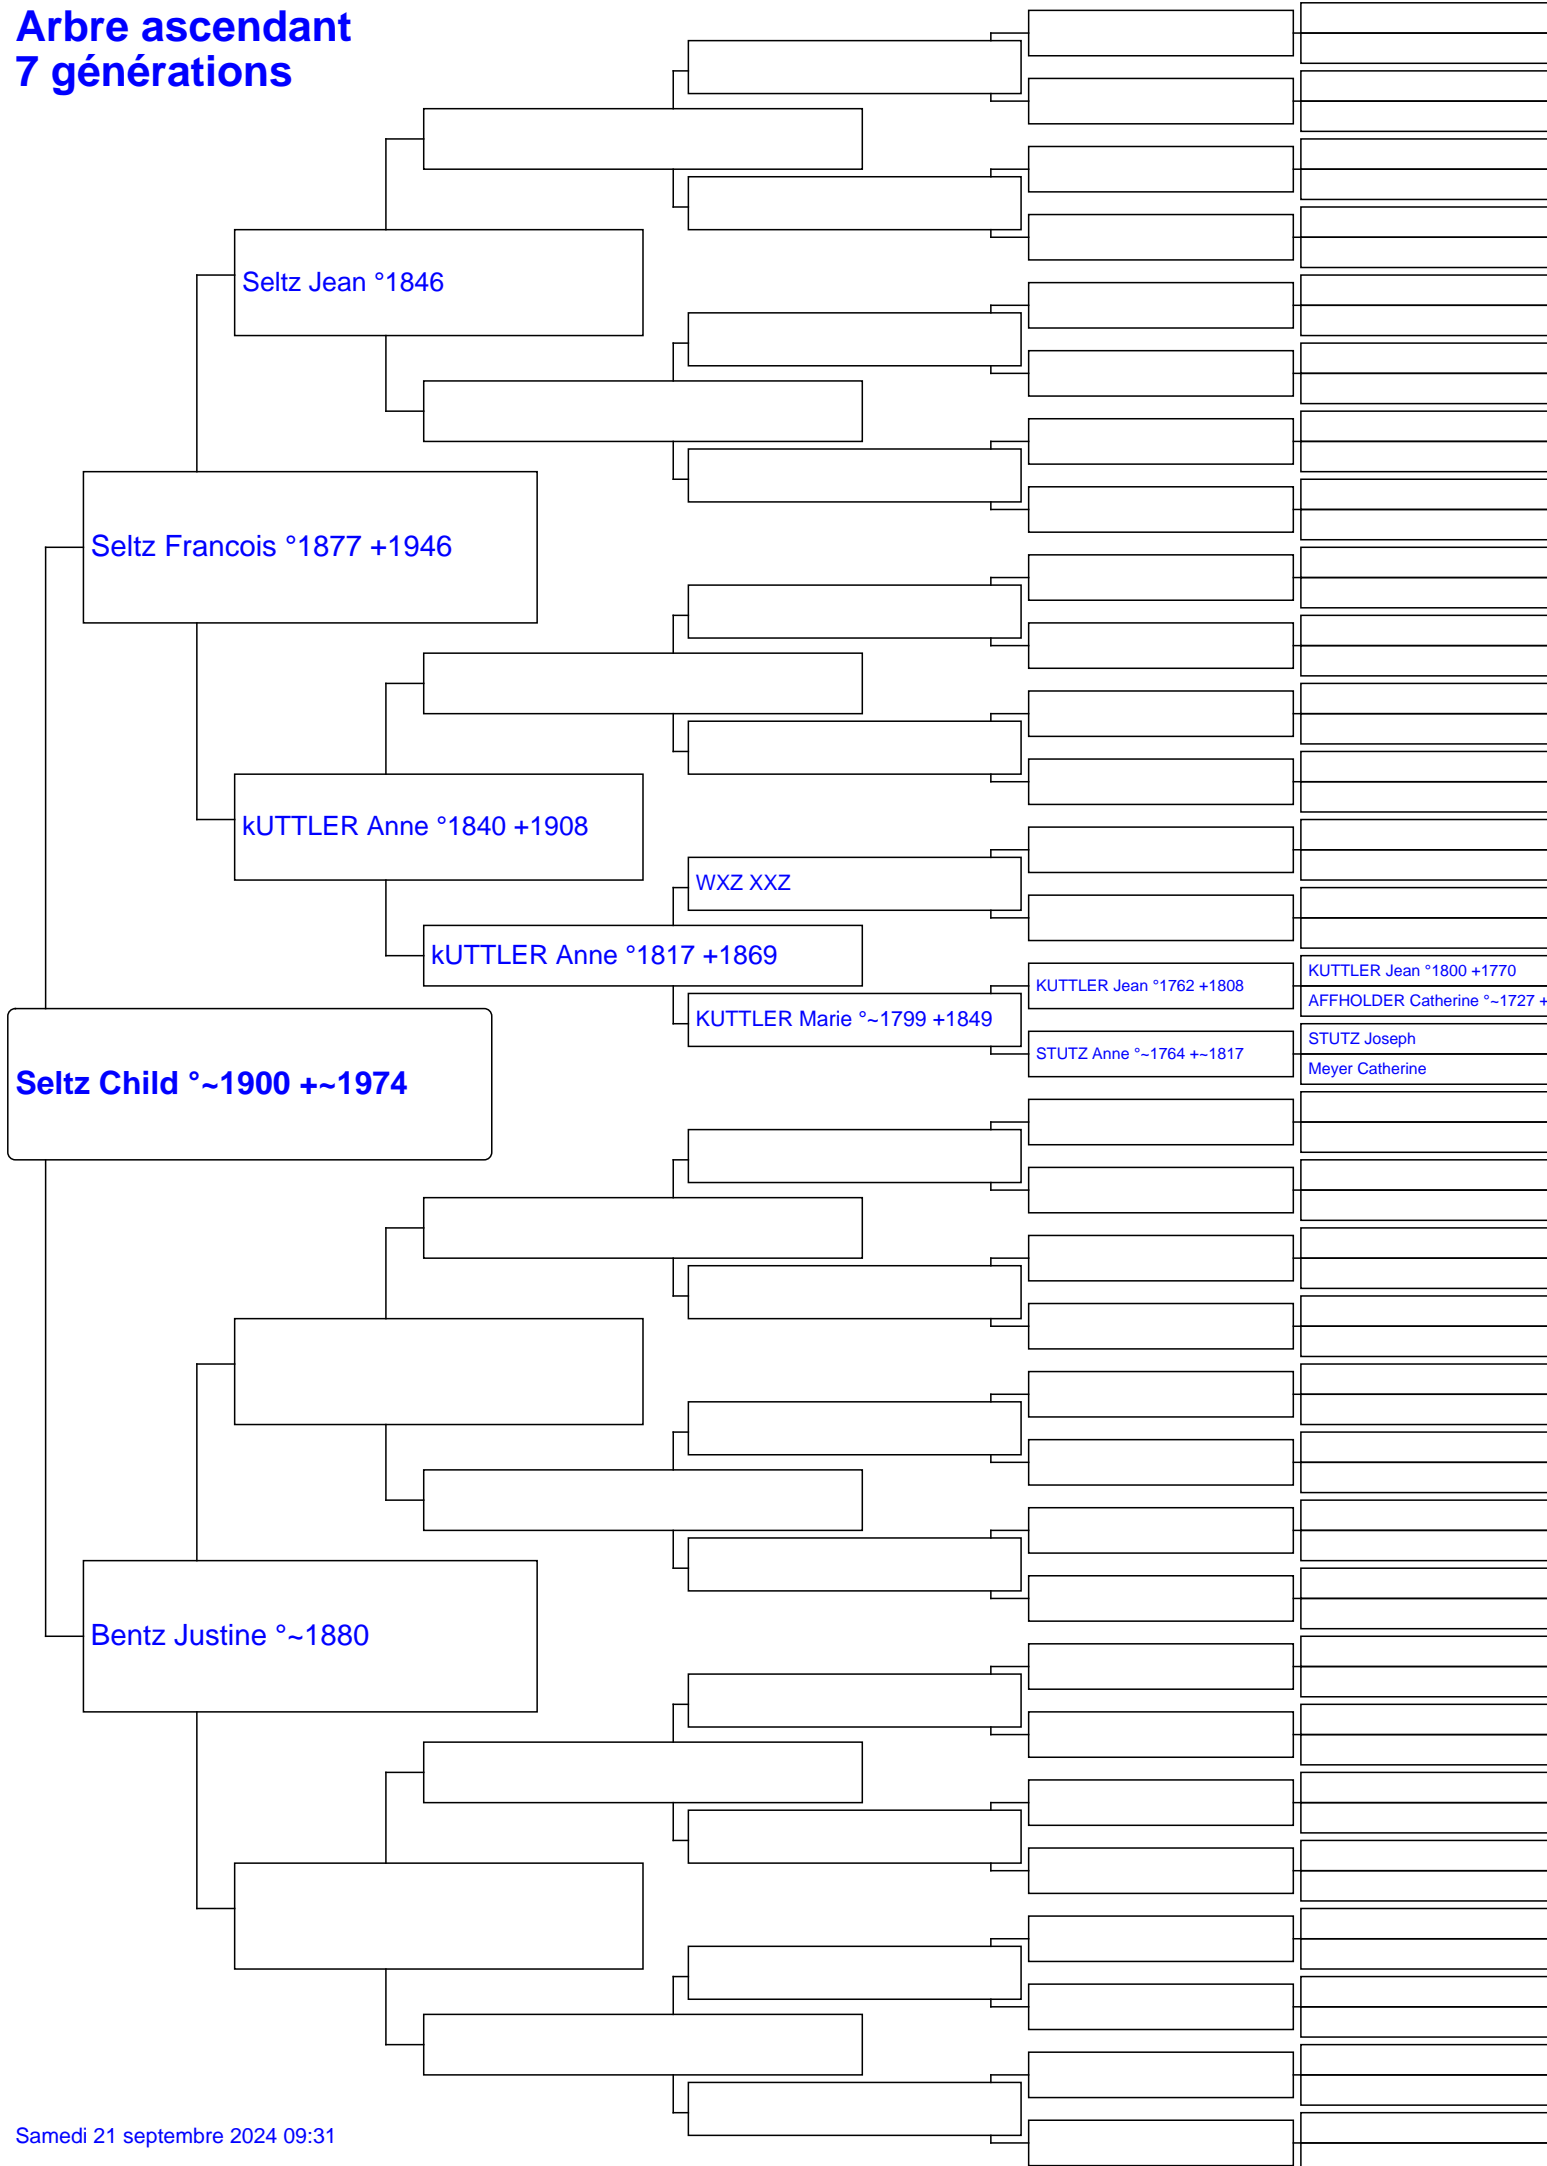 Arbre ascendant
7 générations
Seltz Jean °1846
Seltz Francois °1877 +1946
kUTTLER Anne °1840 +1908
WXZ XXZ
kUTTLER Anne °1817 +1869
KUTTLER Jean °1762 +1808
KUTTLER Jean °1800 +1770
AFFHOLDER Catherine °~1727 +
KUTTLER Marie °~1799 +1849
STUTZ Anne °~1764 +~1817
STUTZ Joseph
Meyer Catherine
Seltz Child °~1900 +~1974
Bentz Justine °~1880
Samedi 21 septembre 2024 09:31